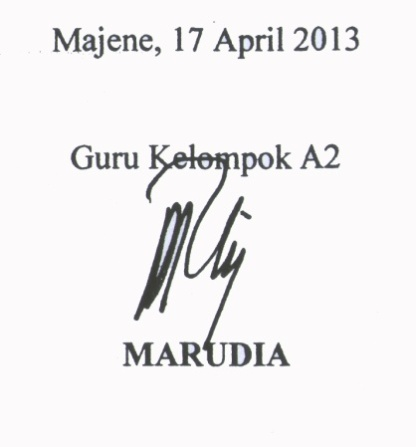 Majene, 17 April 2013
Guru Kelompok A2
MARUDIA